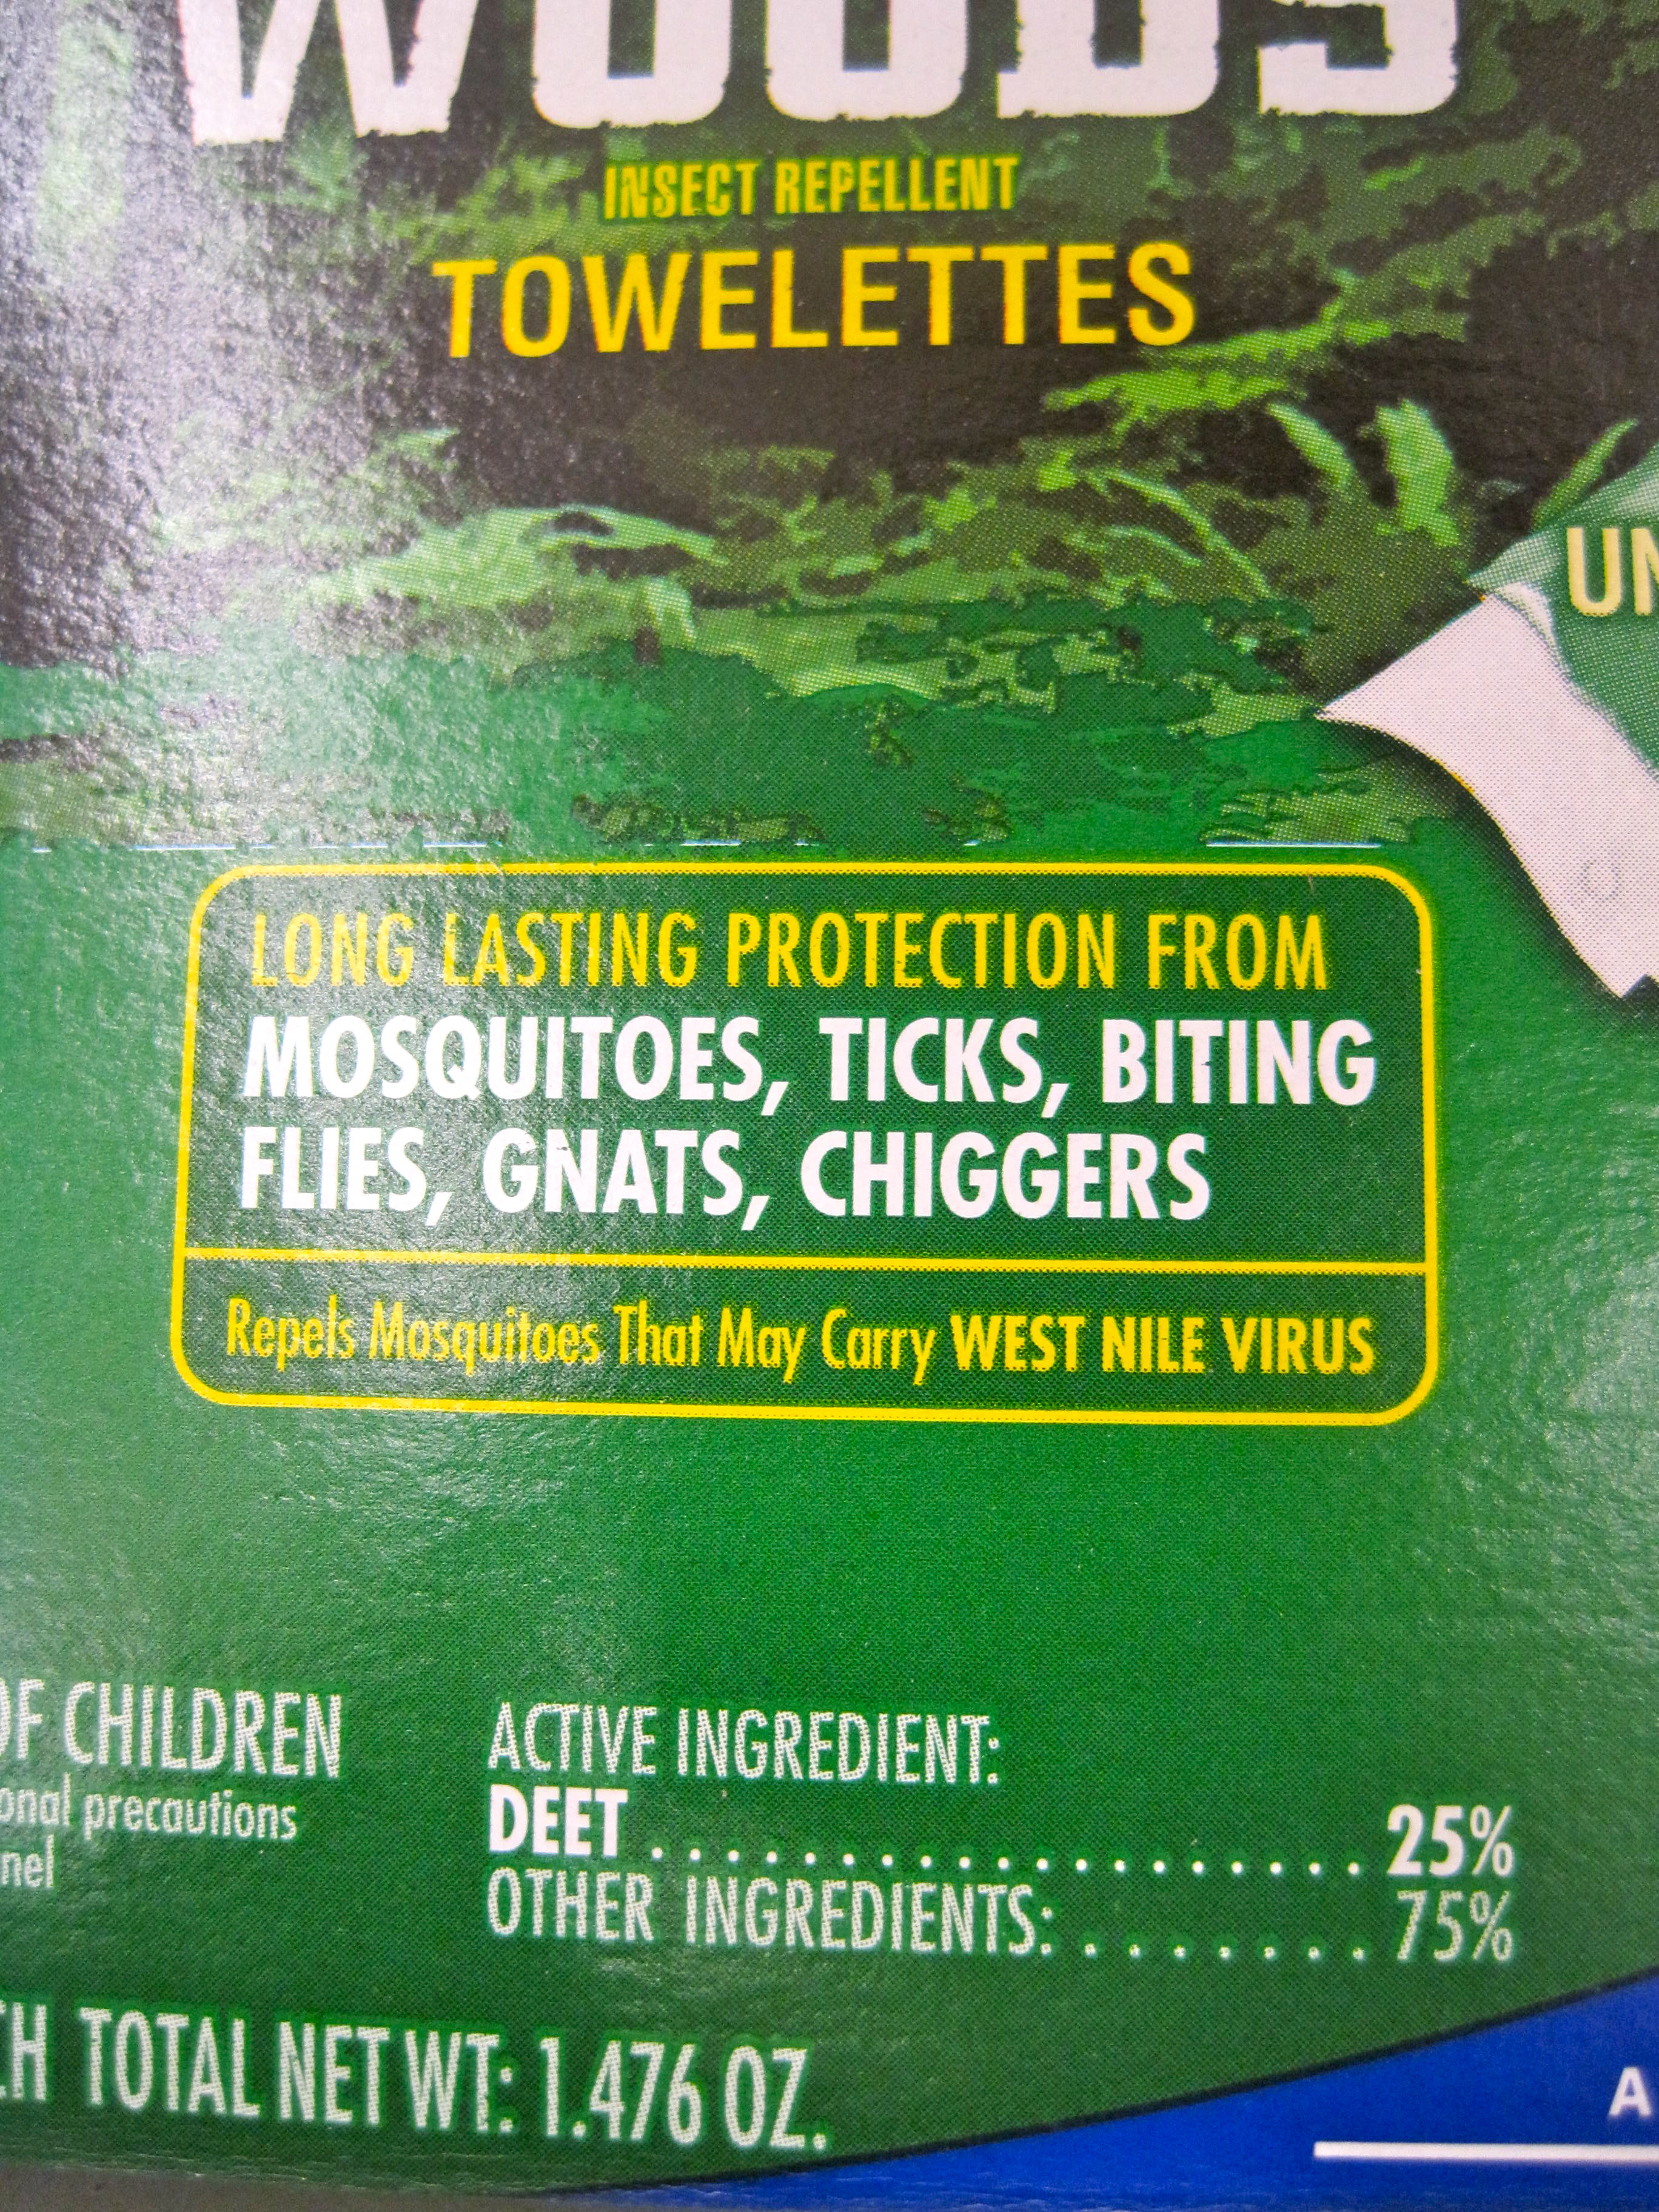 WOODS
INSECT REPELLENT
TOWELETTES
UN
LONG LASTING PROTECTION FROM
MOSQUITOES, TICKS, BITING
FLIES, GNATS, CHIGGERS
Repels Mosquitoes That May Carry WEST NILE VIRUS
OF CHILDREN
onal precautions
nel
ACTIVE INGREDIENT:
DEET . . . . . . . . . . . . . . . . . . . . . 25%
OTHER INGREDIENTS: . . . . . . . . 75%
CH TOTAL NET WT: 1.476 OZ.
A